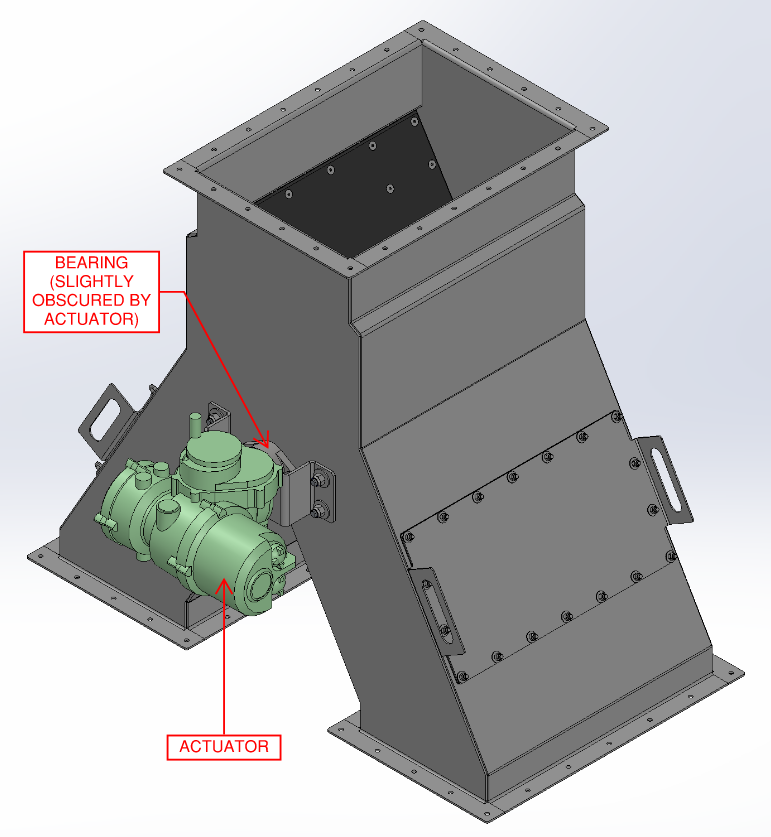 BEARING
(SLIGHTLY
OBSCURED BY
ACTUATOR)
ACTUATOR